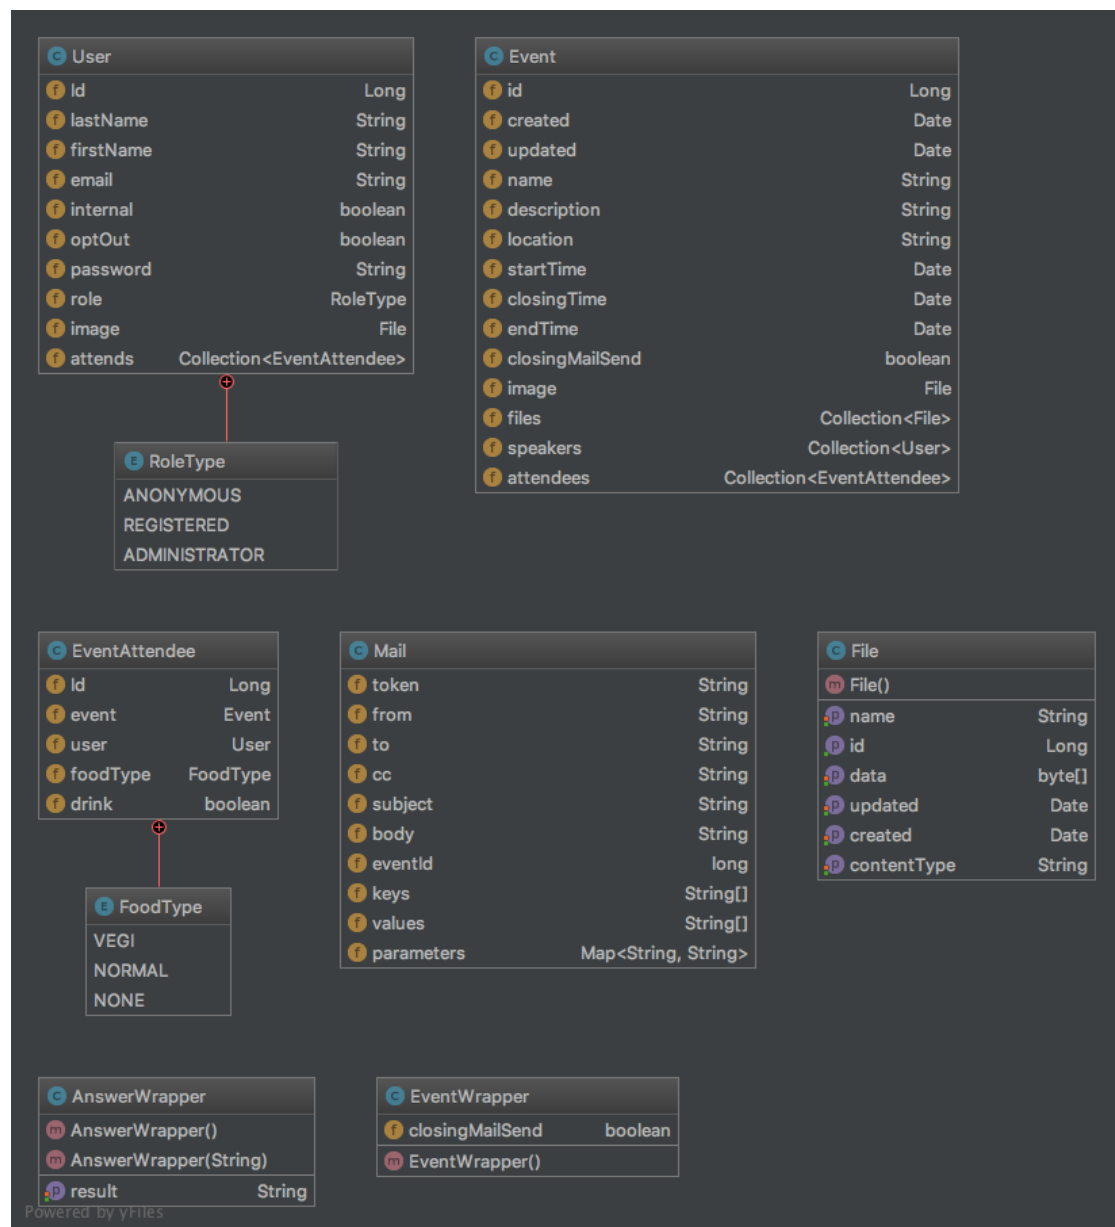 User
Id Long
lastName String
firstName String
email String
internal boolean
optOut boolean
password String
role RoleType
image File
attends Collection<EventAttendee>
RoleType
ANONYMOUS
REGISTERED
ADMINISTRATOR
Event
id Long
created Date
updated Date
name String
description String
location String
startTime Date
closingTime Date
endTime Date
closingMailSend boolean
image File
files Collection<File>
speakers Collection<User>
attendees Collection<EventAttendee>
EventAttendee
Id Long
event Event
user User
foodType FoodType
drink boolean
FoodType
VEGI
NORMAL
NONE
Mail
token String
from String
to String
cc String
subject String
body String
eventId long
keys String[]
values String[]
parameters Map<String, String>
File
File()
name String
id Long
data byte[]
updated Date
created Date
contentType String
AnswerWrapper
AnswerWrapper()
AnswerWrapper(String)
result String
EventWrapper
closingMailSend boolean
EventWrapper()
Powered by yFiles